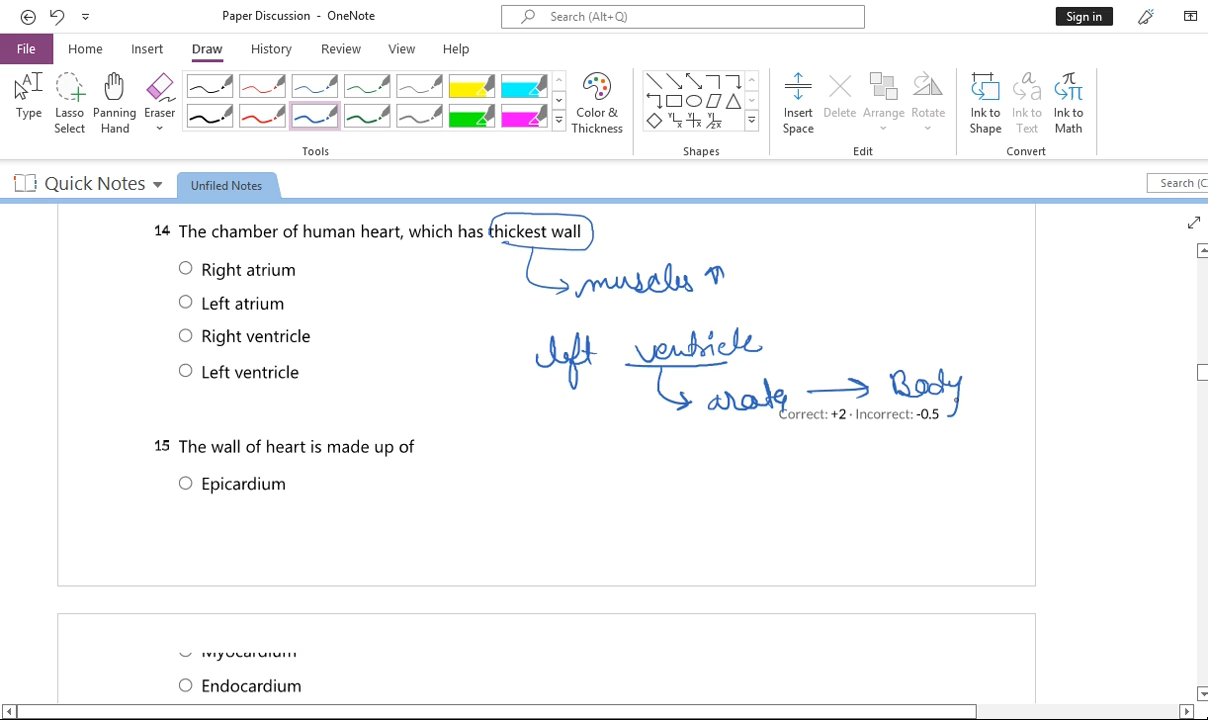 Paper Discussion - OneNote
Search (Alt+Q)
Sign in
File Home Insert Draw History Review View Help
Type Lasso Select Panning Hand Eraser
Color & Thickness
Insert Space Delete Arrange Rotate
Ink to Shape Ink to Text Ink to Math
Tools Shapes Edit Convert
Quick Notes Unfiled Notes Search (C
14 The chamber of human heart, which has thickest wall
Right atrium
muscles ↑
Left atrium
Right ventricle
left ventricle
Left ventricle
→ → Body
Correct: +2 · Incorrect: -0.5
15 The wall of heart is made up of
Epicardium
Myocardium
Endocardium